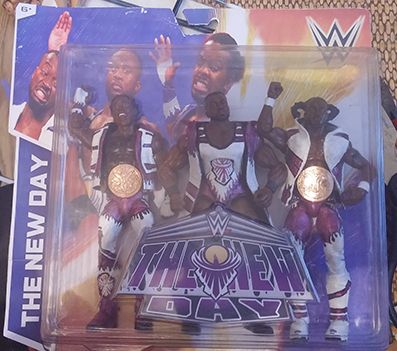 6+
W
THE NEW DAY
W
THE NEW
DAY